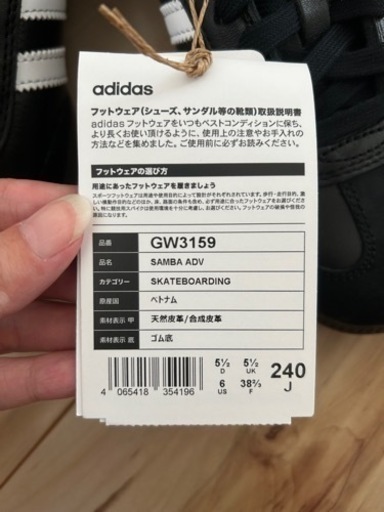 adidas
フットウェア(シューズ、サンダル等の靴類)取扱説明書
adidas フットウェアをいつもベストコンディションに保ち、
より長くお使い頂けるように、使用上の注意やお手入れの
方法などを集めました。ご使用前に必ずお読みください。
フットウェアの選び方
用途にあったフットウェアを履きましょう
品番 GW3159
品名 SAMBA ADV
カテゴリー SKATEBOARDING
原産国 ベトナム
素材表示 甲 天然皮革/合成皮革
素材表示 底 ゴム底
5½ D 5½ UK 240
6 US 38⅔ F J
4 065418 354196